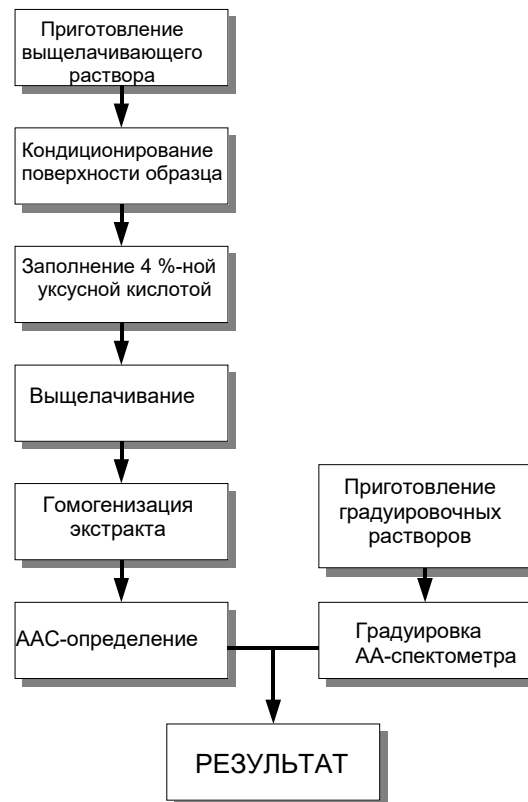 Приготовление
выщелачивающего
раствора
Кондиционирование
поверхности образца
Заполнение 4 %-ной
уксусной кислотой
Выщелачивание
Гомогенизация
экстракта
ААС-определение
Приготовление
градуировочных
растворов
Градуировка
АА-спектометра
РЕЗУЛЬТАТ